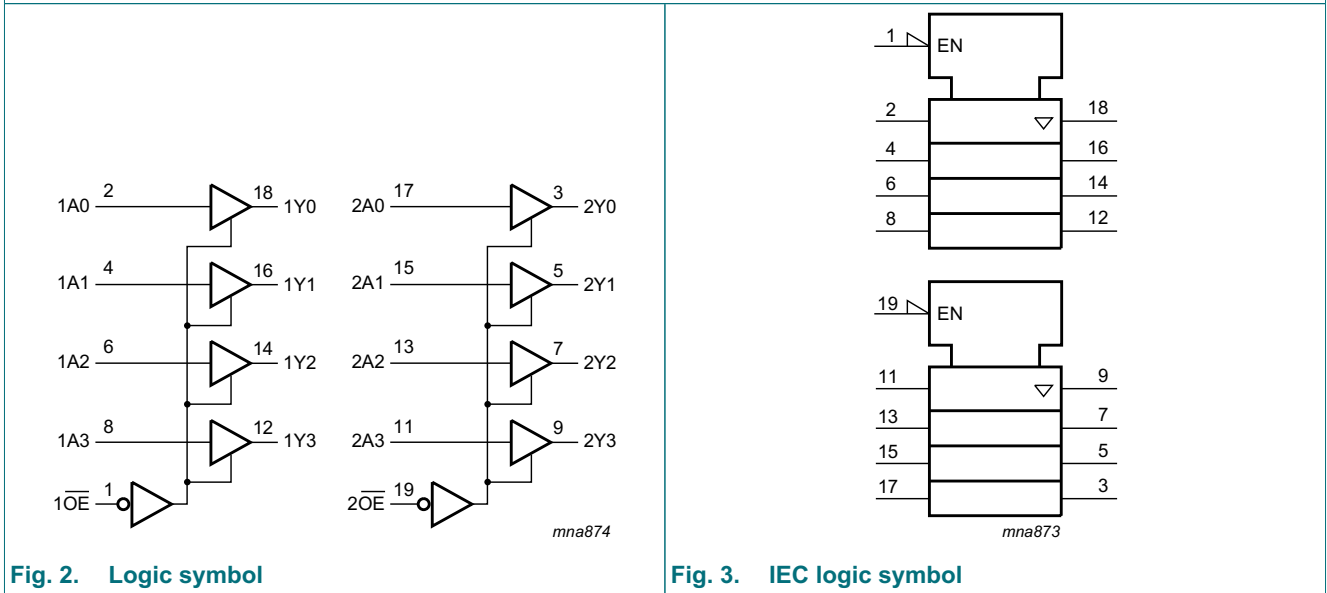 2
1A0
18
1Y0
4
1A1
16
1Y1
6
1A2
14
1Y2
8
1A3
12
1Y3
1
1O̅E̅
17
2A0
3
2Y0
15
2A1
5
2Y1
13
2A2
7
2Y2
11
2A3
9
2Y3
19
2O̅E̅
mna874
Fig. 2. Logic symbol
1
EN
2
18
4
16
6
14
8
12
19
EN
11
9
13
7
15
5
17
3
mna873
Fig. 3. IEC logic symbol